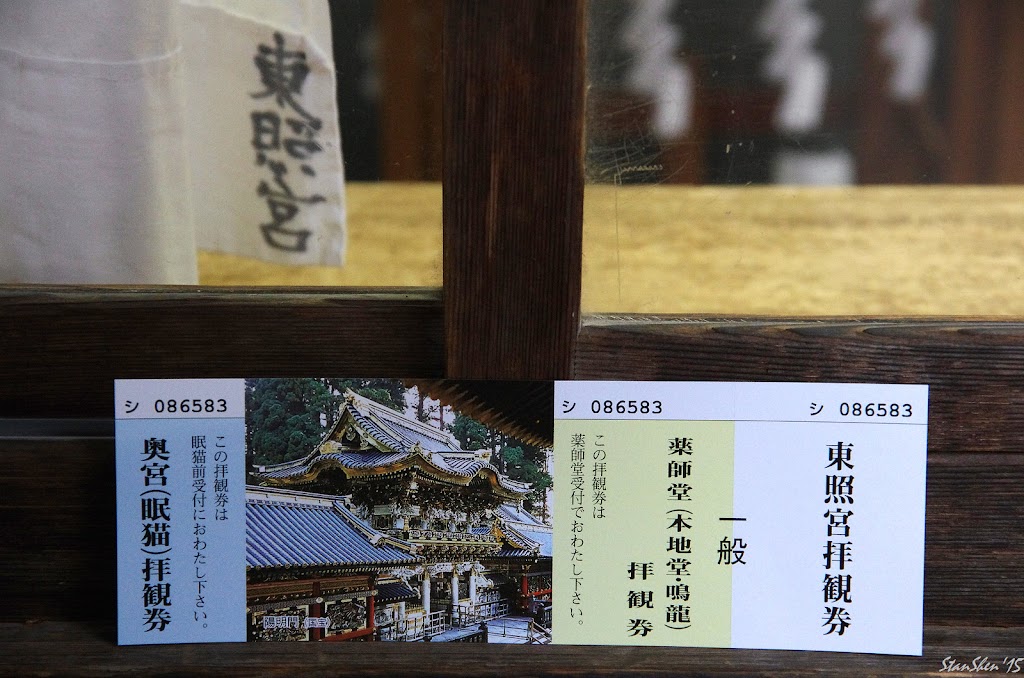 東照宮
シ 086583
奥宮(眠猫)拝観券
この拝観券は
眠猫前受付におわたし下さい。
陽明門(国宝)
シ 086583
この拝観券は
薬師堂受付でおわたし下さい。
薬師堂(本地堂・鳴龍)
拝観券
一般
シ 086583
東照宮拝観券
StanShen'15